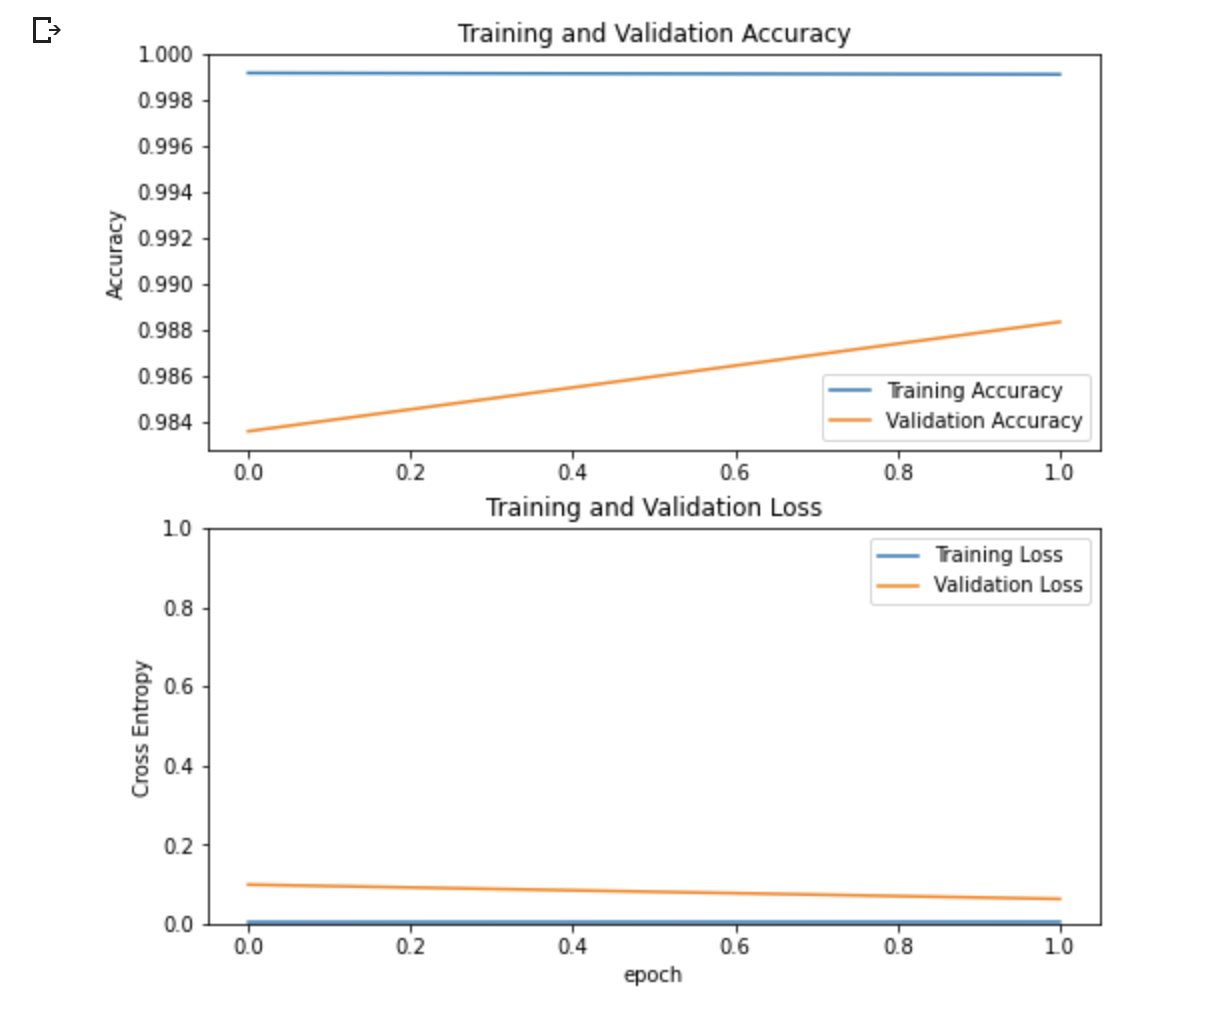 Training and Validation Accuracy
1.000
0.998
0.996
0.994
0.992
0.990
0.988
0.986
0.984
Accuracy
Training Accuracy
Validation Accuracy
0.0 0.2 0.4 0.6 0.8 1.0
Training and Validation Loss
1.0
0.8
0.6
0.4
0.2
0.0
Cross Entropy
Training Loss
Validation Loss
0.0 0.2 0.4 0.6 0.8 1.0
epoch